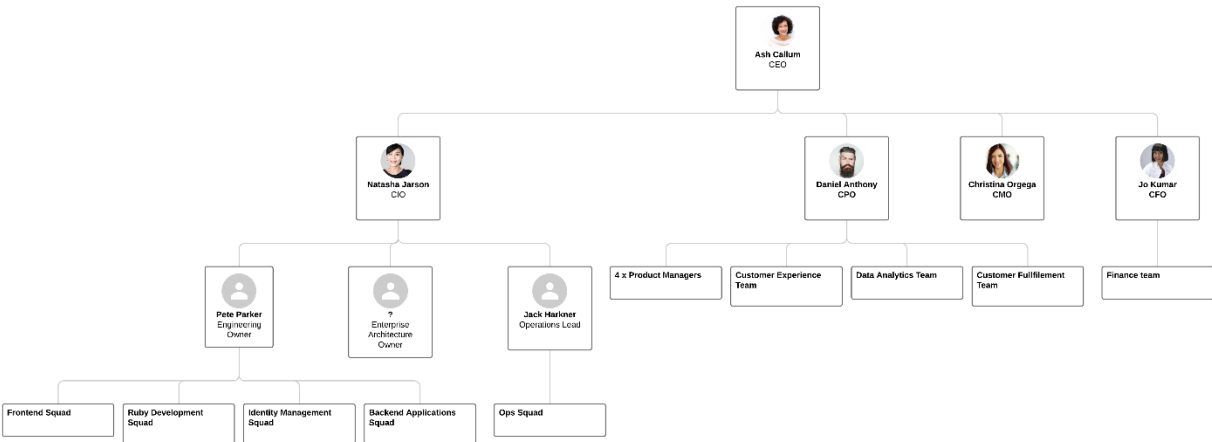 Ash Callum
CEO
Natasha Jarson
CIO
Daniel Anthony
CPO
Christina Orgega
CMO
Jo Kumar
CFO
Pete Parker
Engineering
Owner
?
Enterprise
Architecture
Owner
Jack Harkner
Operations Lead
4 x Product Managers
Customer Experience
Team
Data Analytics Team
Customer Fullfilement
Team
Finance team
Frontend Squad
Ruby Development
Squad
Identity Management
Squad
Backend Applications
Squad
Ops Squad